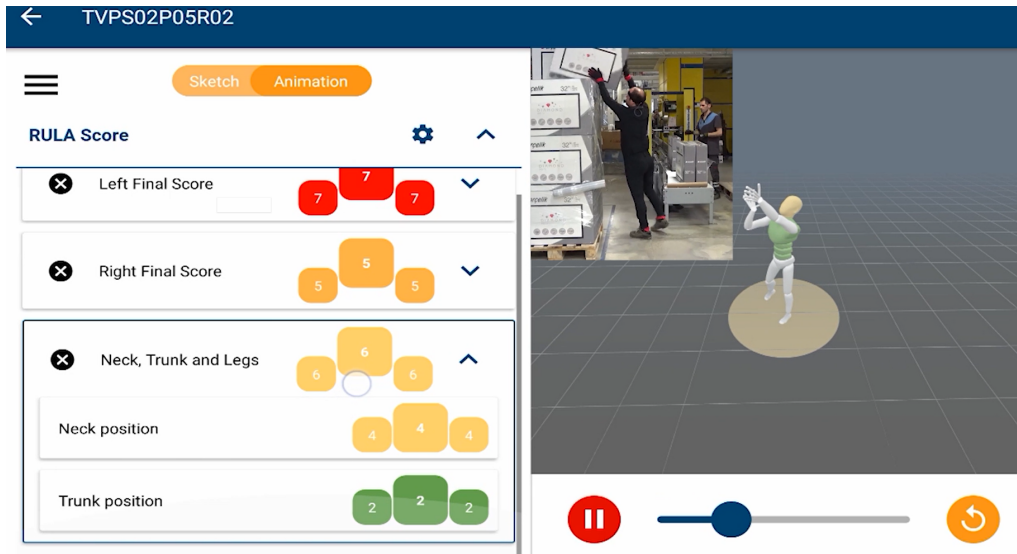 TVPS02P05R02
Sketch
Animation
RULA Score
Left Final Score
7
7
7
Right Final Score
5
5
5
Neck, Trunk and Legs
6
6
6
Neck position
4
4
4
Trunk position
2
2
2
32"